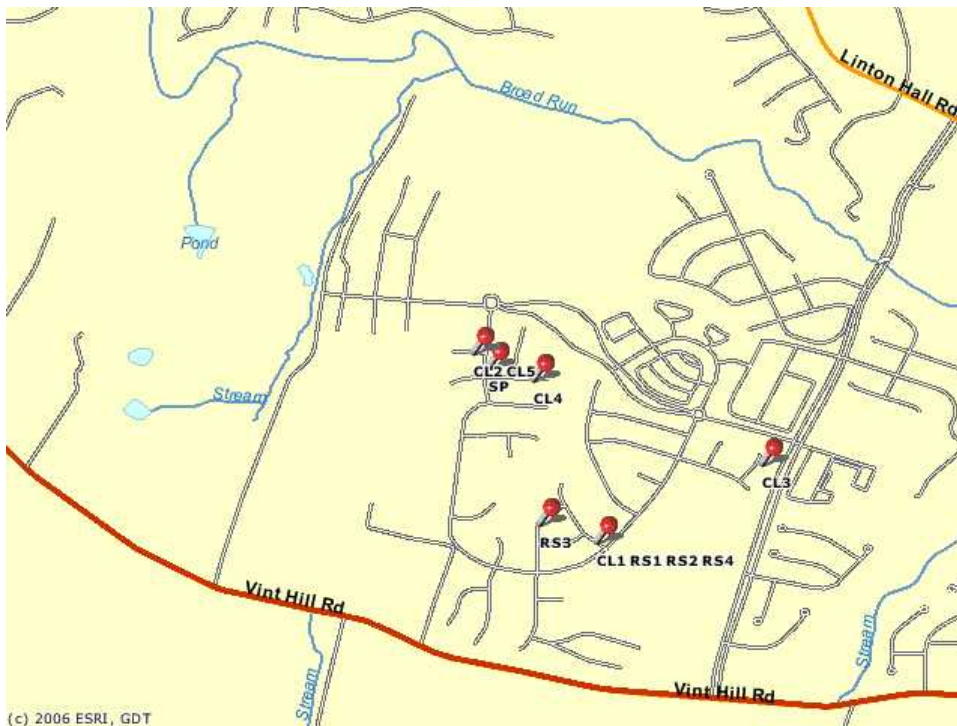 Linton Hall Rd
Broad Run
Pond
CL2 CL5
SP
CL4
Stream
CL3
RS3
CL1 RS1 RS2 RS4
Vint Hill Rd
Stream
Stream
Vint Hill Rd
(c) 2006 ESRI, GDT